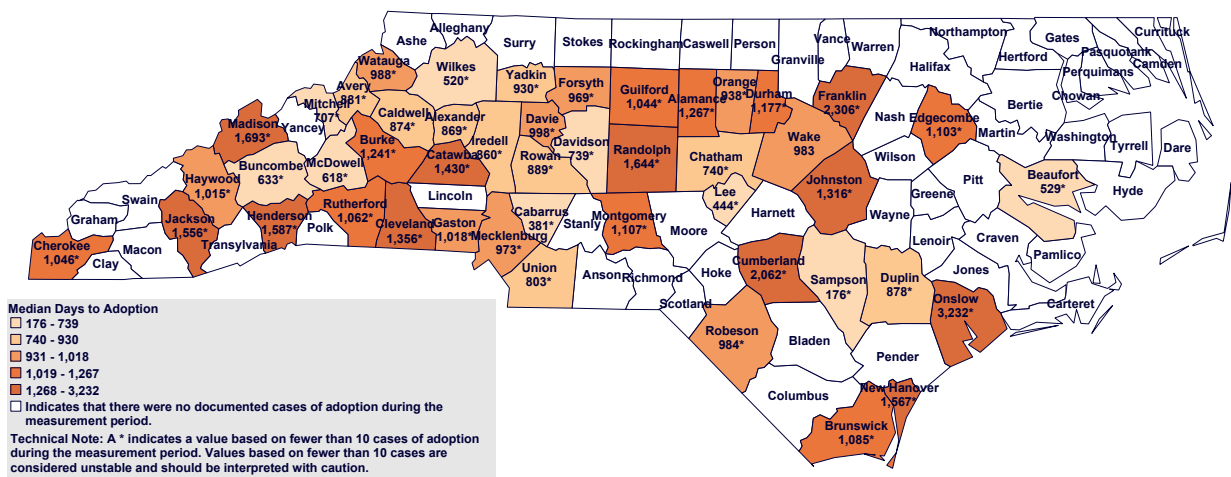 Alleghany
Ashe
Surry
Stokes
Rockingham
Caswell
Person
Vance
Granville
Warren
Northampton
Halifax
Hertford
Gates
Pasquotank
Currituck
Camden
Perquimans
Chowan
Bertie
Watauga
988*
Wilkes
520*
Yadkin
930*
Forsyth
969*
Guilford
1,044*
Alamance
1,267*
Orange
938*
Durham
1,177*
Franklin
2,306*
Nash
Edgecombe
1,103*
Martin
Washington
Tyrrell
Dare
Avery
881*
Mitchell
707*
Yancey
Madison
1,693*
Caldwell
874*
Alexander
869*
Iredell
860*
Davie
998*
Davidson
739*
Randolph
1,644*
Chatham
740*
Wake
983
Wilson
Johnston
1,316*
Greene
Pitt
Beaufort
529*
Hyde
Burke
1,241*
Catawba
1,430*
Rowan
889*
Buncombe
633*
McDowell
618*
Haywood
1,015*
Swain
Graham
Jackson
1,556*
Henderson
1,587*
Rutherford
1,062*
Polk
Cleveland
1,356*
Lincoln
Gaston
1,018*
Mecklenburg
973*
Cabarrus
381*
Stanly
Montgomery
1,107*
Moore
Lee
444*
Harnett
Wayne
Lenoir
Craven
Pamlico
Jones
Carteret
Cherokee
1,046*
Clay
Macon
Transylvania
Union
803*
Anson
Richmond
Scotland
Hoke
Cumberland
2,062*
Sampson
176*
Duplin
878*
Onslow
3,232*
Robeson
984*
Bladen
Pender
Columbus
New Hanover
1,567*
Brunswick
1,085*
Median Days to Adoption
176 - 739
740 - 930
931 - 1,018
1,019 - 1,267
1,268 - 3,232
Indicates that there were no documented cases of adoption during the
measurement period.
Technical Note: A * indicates a value based on fewer than 10 cases of adoption
during the measurement period. Values based on fewer than 10 cases are
considered unstable and should be interpreted with caution.